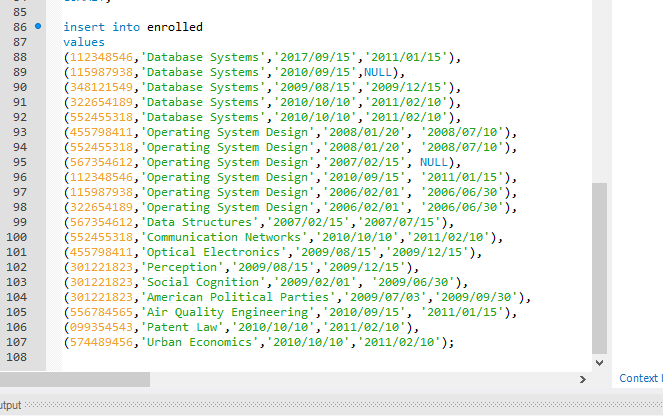 85
86 insert into enrolled
87 values
88 (112348546,'Database Systems','2017/09/15','2011/01/15'),
89 (115987938,'Database Systems','2010/09/15',NULL),
90 (348121549,'Database Systems','2009/08/15','2009/12/15'),
91 (322654189,'Database Systems','2010/10/10','2011/02/10'),
92 (552455318,'Database Systems','2010/10/10','2011/02/10'),
93 (455798411,'Operating System Design','2008/01/20', '2008/07/10'),
94 (552455318,'Operating System Design','2008/01/20', '2008/07/10'),
95 (567354612,'Operating System Design','2007/02/15', NULL),
96 (112348546,'Operating System Design','2010/09/15', '2011/01/15'),
97 (115987938,'Operating System Design','2006/02/01', '2006/06/30'),
98 (322654189,'Operating System Design','2006/02/01', '2006/06/30'),
99 (567354612,'Data Structures','2007/02/15','2007/07/15'),
100 (552455318,'Communication Networks','2010/10/10','2011/02/10'),
101 (455798411,'Optical Electronics','2009/08/15','2009/12/15'),
102 (301221823,'Perception','2009/08/15','2009/12/15'),
103 (301221823,'Social Cognition','2009/02/01', '2009/06/30'),
104 (301221823,'American Political Parties','2009/07/03','2009/09/30'),
105 (556784565,'Air Quality Engineering','2010/09/15', '2011/01/15'),
106 (099354543,'Patent Law','2010/10/10','2011/02/10'),
107 (574489456,'Urban Economics','2010/10/10','2011/02/10');
108
Context
utput